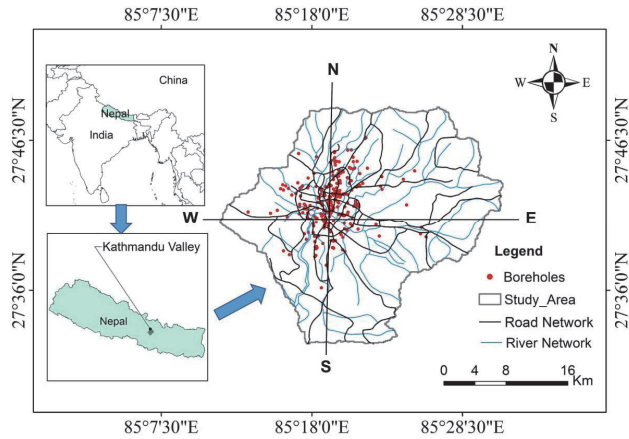 85°7'30"E 85°18'0"E 85°28'30"E
N
W E
S
China
Nepal
India
N
27°46'30"N
27°46'30"N
W
E
Kathmandu Valley
Nepal
Legend
Boreholes
Study_Area
Road Network
River Network
27°36'0"N
27°36'0"N
S
0 4 8 12 16
Km
85°7'30"E 85°18'0"E 85°28'30"E